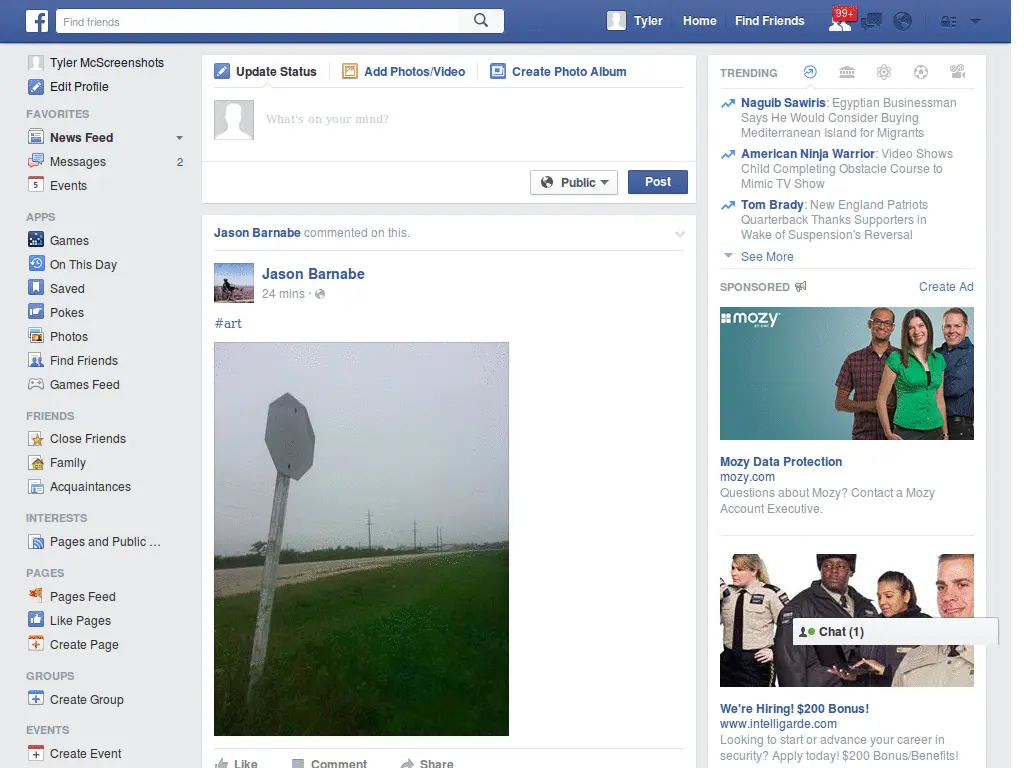 Find friends
Tyler
Home
Find Friends
99+
Tyler McScreenshots
Edit Profile
FAVORITES
News Feed
Messages 2
5 Events
APPS
Games
On This Day
Saved
Pokes
Photos
Find Friends
Games Feed
FRIENDS
Close Friends
Family
Acquaintances
INTERESTS
Pages and Public ...
PAGES
Pages Feed
Like Pages
Create Page
GROUPS
Create Group
EVENTS
Create Event
Update Status
Add Photos/Video
Create Photo Album
What's on your mind?
Public
Post
Jason Barnabe commented on this.
Jason Barnabe
24 mins ·
#art
Like
Comment
Share
TRENDING
Naguib Sawiris: Egyptian Businessman
Says He Would Consider Buying
Mediterranean Island for Migrants
American Ninja Warrior: Video Shows
Child Completing Obstacle Course to
Mimic TV Show
Tom Brady: New England Patriots
Quarterback Thanks Supporters in
Wake of Suspension's Reversal
See More
SPONSORED
Create Ad
mozy
BY EMC
Mozy Data Protection
mozy.com
Questions about Mozy? Contact a Mozy
Account Executive.
Chat (1)
We're Hiring! $200 Bonus!
www.intelligarde.com
Looking to start or advance your career in
security? Apply today! $200 Bonus/Benefits!